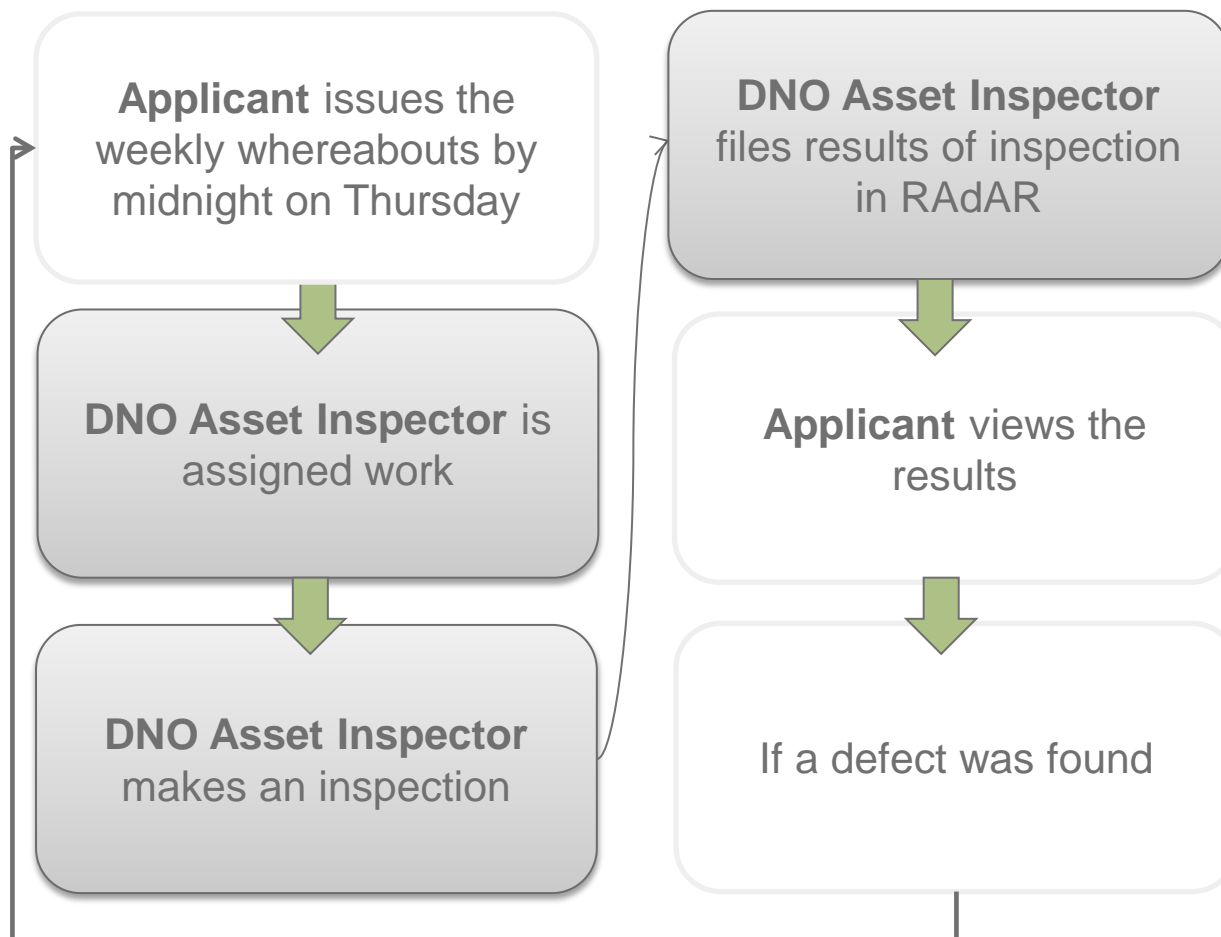 Applicant issues the
weekly whereabouts by
midnight on Thursday
DNO Asset Inspector is
assigned work
DNO Asset Inspector
makes an inspection
DNO Asset Inspector
files results of inspection
in RAdAR
Applicant views the
results
If a defect was found